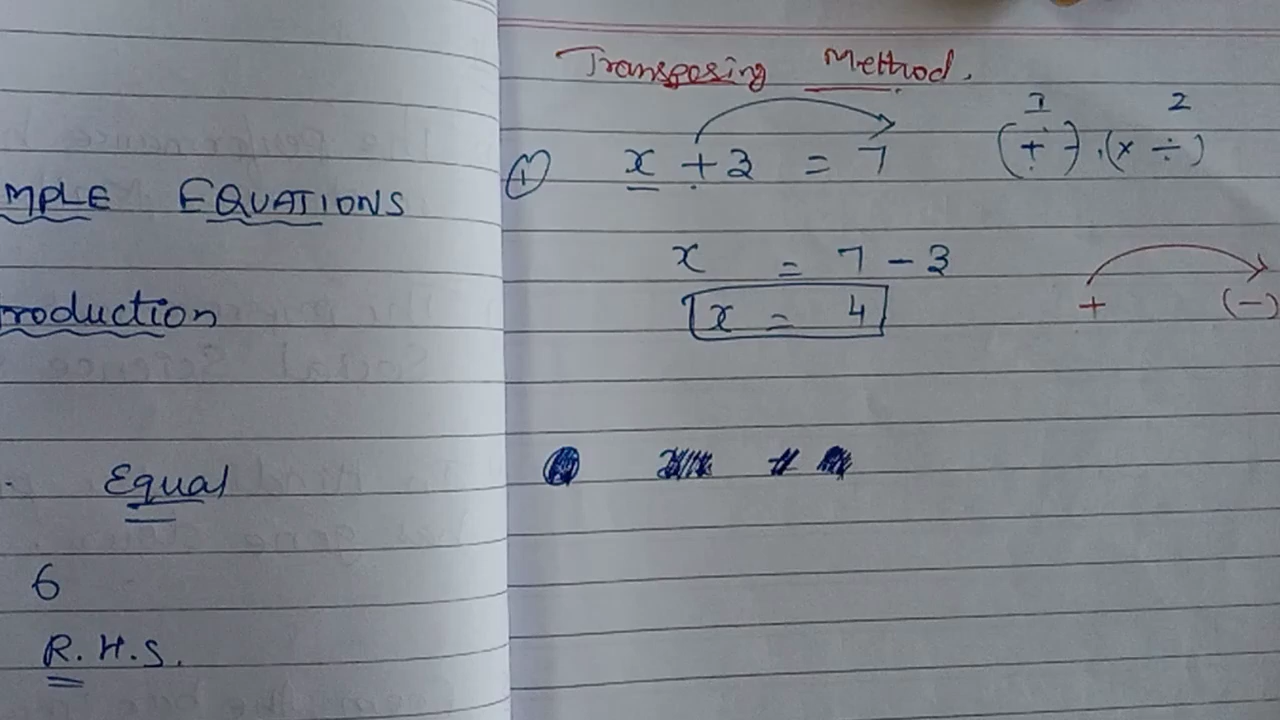 MPLE EQUATIONS
roduction
Equal
6
R.H.S.
Transposing Method.
1 2
① x + 3 = 7 (+ -) . (× ÷)
x = 7 - 3
+ (-)
x = 4